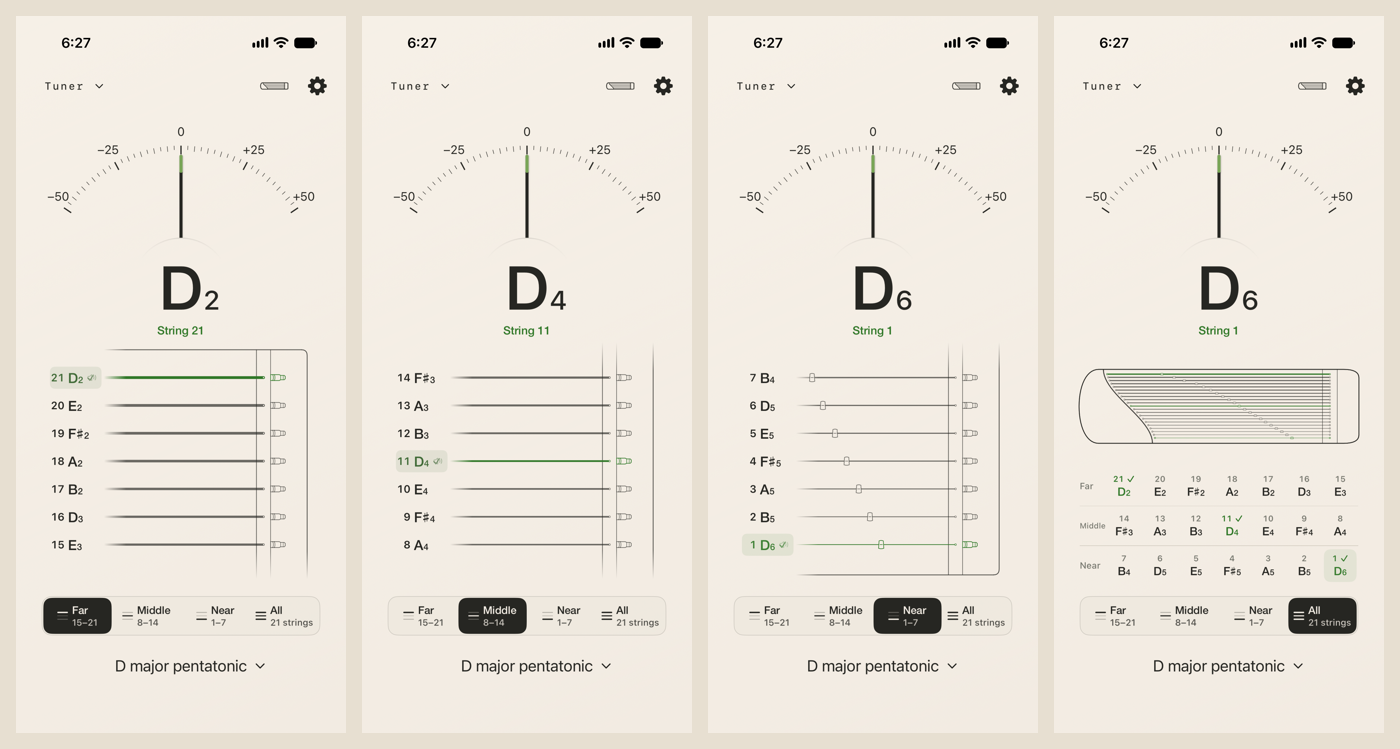 6:27
Tuner
0
−25
+25
−50
+50
D2
String 21
21 D2
20 E2
19 F♯2
18 A2
17 B2
16 D3
15 E3
Far
15–21
Middle
8–14
Near
1–7
All
21 strings
D major pentatonic
6:27
Tuner
0
−25
+25
−50
+50
D4
String 11
14 F♯3
13 A3
12 B3
11 D4
10 E4
9 F♯4
8 A4
Far
15–21
Middle
8–14
Near
1–7
All
21 strings
D major pentatonic
6:27
Tuner
0
−25
+25
−50
+50
D6
String 1
7 B4
6 D5
5 E5
4 F♯5
3 A5
2 B5
1 D6
Far
15–21
Middle
8–14
Near
1–7
All
21 strings
D major pentatonic
6:27
Tuner
0
−25
+25
−50
+50
D6
String 1
21 ✓ 20 19 18 17 16 15
Far D2 E2 F♯2 A2 B2 D3 E3
14 13 12 11 ✓ 10 9 8
Middle F♯3 A3 B3 D4 E4 F♯4 A4
7 6 5 4 3 2 1 ✓
Near B4 D5 E5 F♯5 A5 B5 D6
Far
15–21
Middle
8–14
Near
1–7
All
21 strings
D major pentatonic